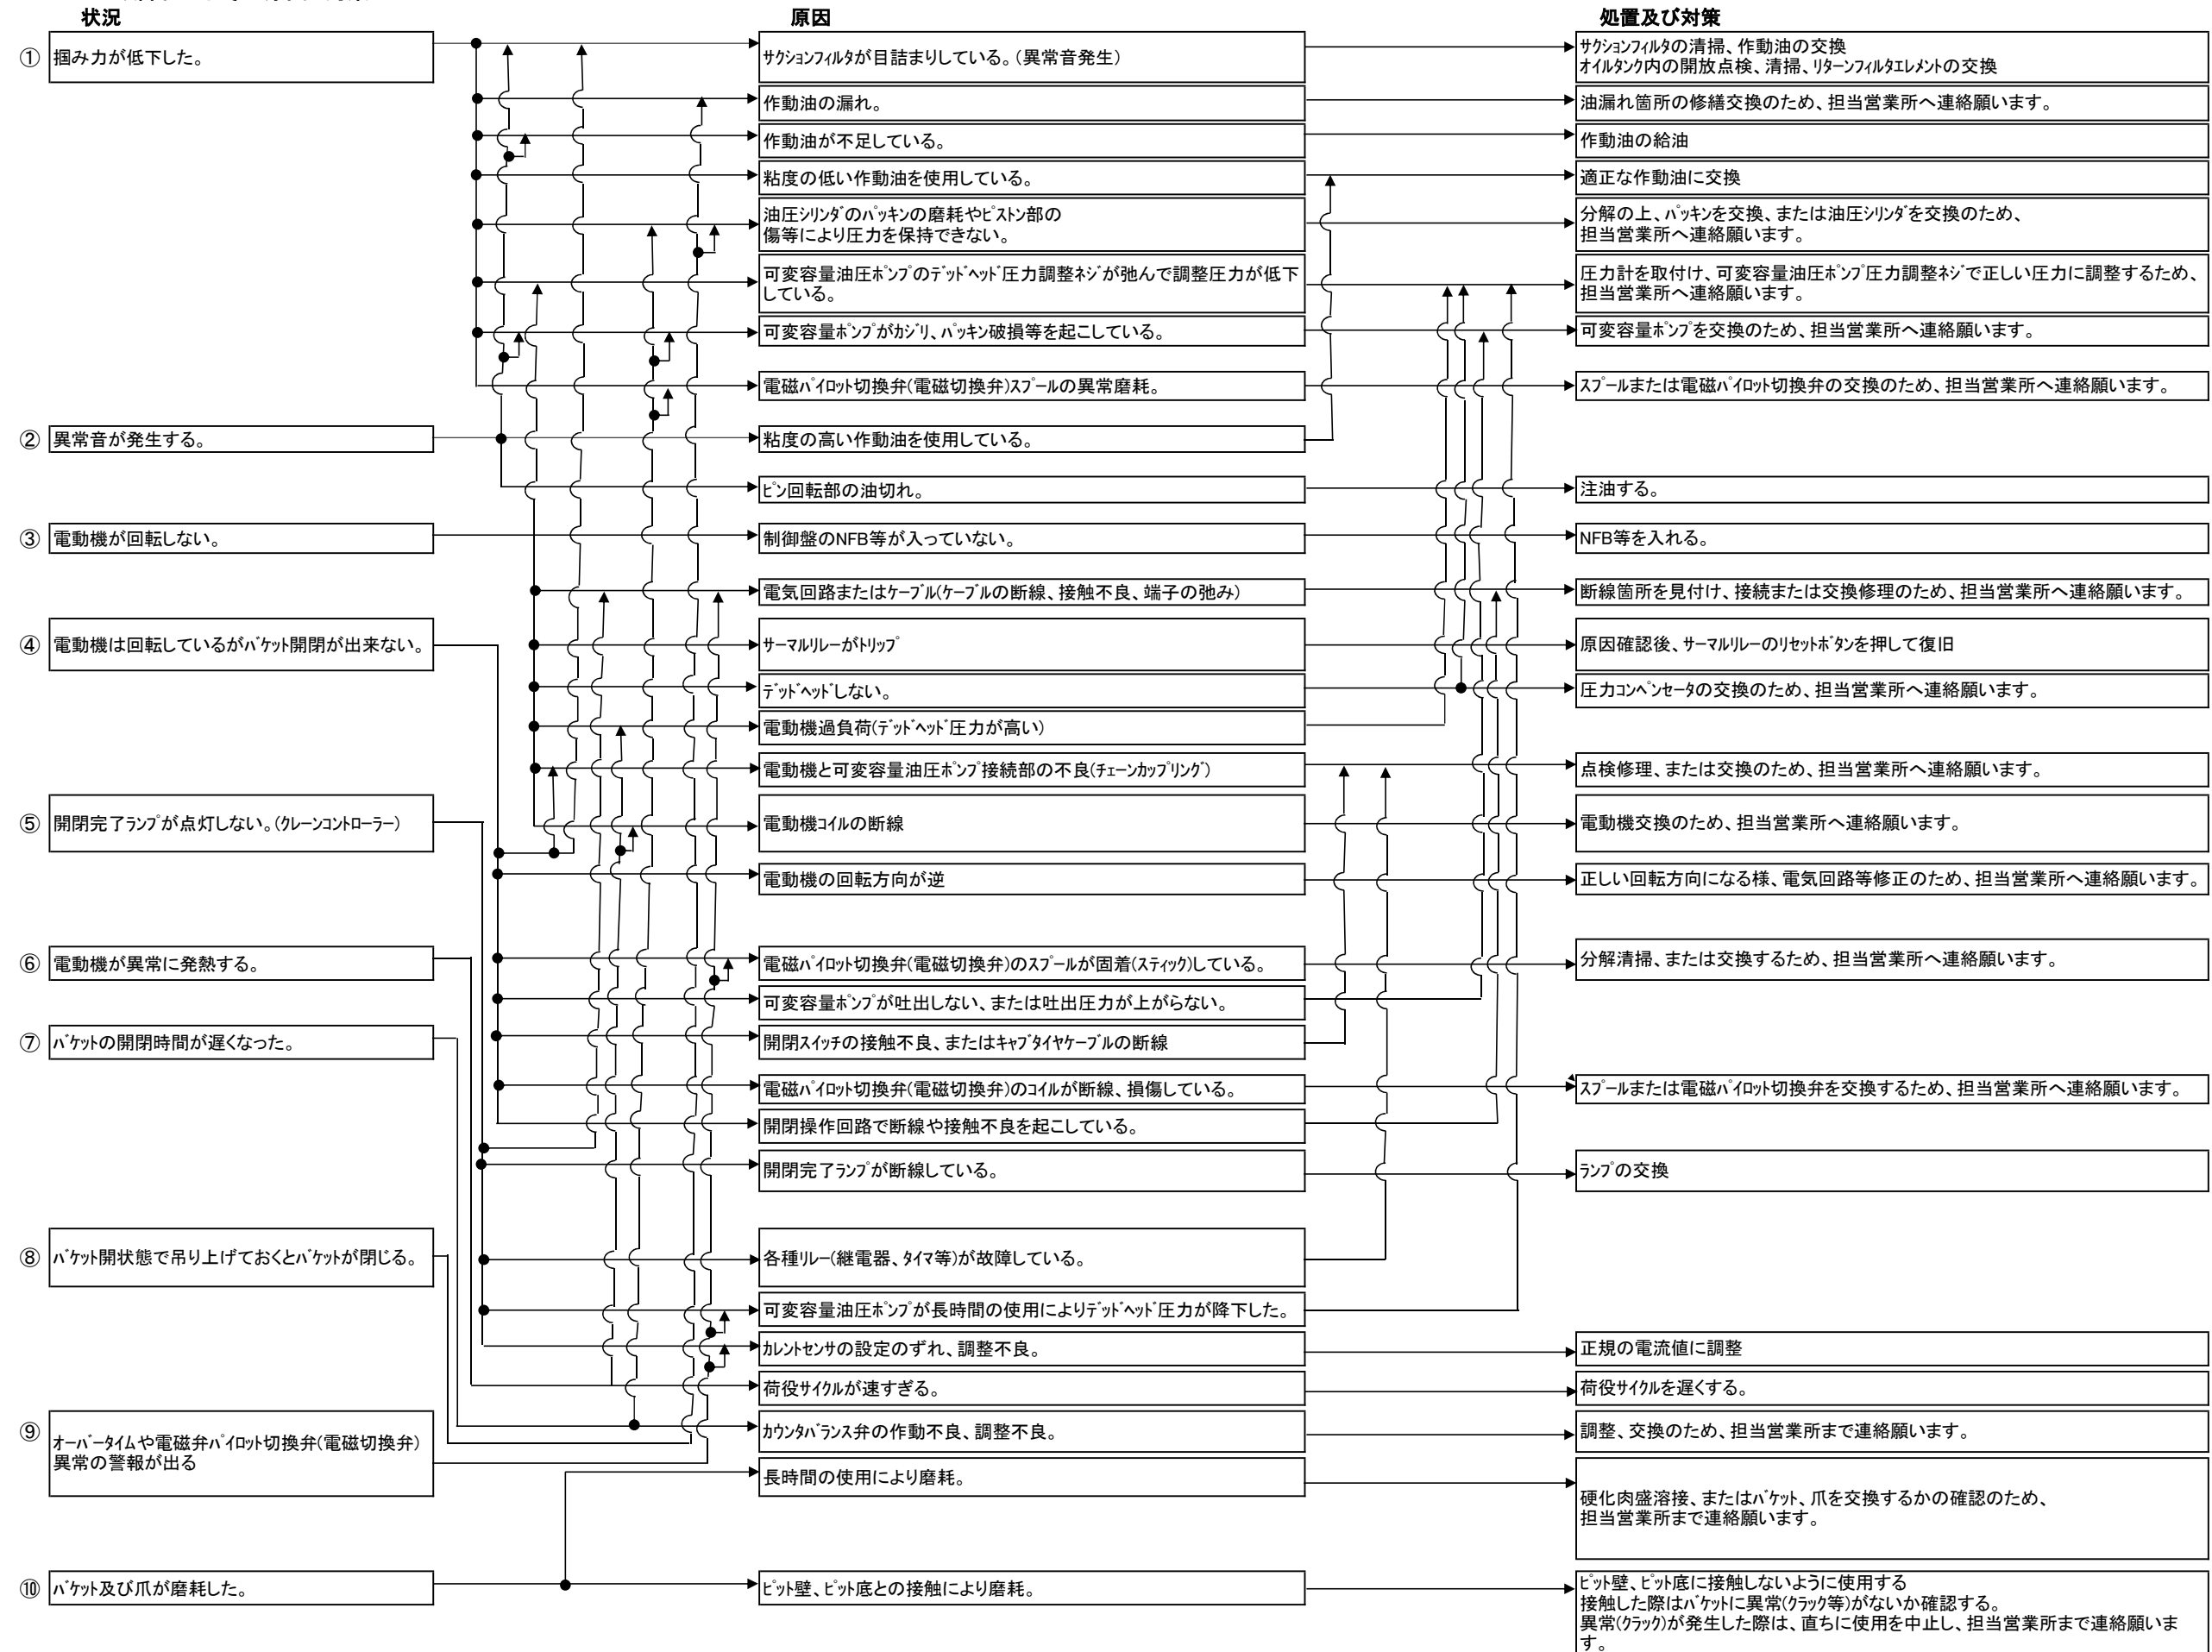 状況 原因 処置及び対策
① 掴み力が低下した。 ｻｸｼｮﾝﾌｨﾙﾀが目詰まりしている。(異常音発生) ｻｸｼｮﾝﾌｨﾙﾀの清掃、作動油の交換
ｵｲﾙﾀﾝｸ内の開放点検、清掃、ﾘﾀｰﾝﾌｨﾙﾀｴﾚﾒﾝﾄの交換
作動油の漏れ。 油漏れ箇所の修繕交換のため、担当営業所へ連絡願います。
作動油が不足している。 作動油の給油
粘度の低い作動油を使用している。 適正な作動油に交換
油圧ｼﾘﾝﾀﾞのﾊﾟｯｷﾝの磨耗やﾋﾟｽﾄﾝ部の 分解の上、ﾊﾟｯｷﾝを交換、または油圧ｼﾘﾝﾀﾞを交換のため、
傷等により圧力を保持できない。 担当営業所へ連絡願います。
可変容量油圧ﾎﾟﾝﾌﾟのﾃﾞｯﾄﾞﾍｯﾄﾞ圧力調整ﾈｼﾞが弛んで調整圧力が低下 圧力計を取付け、可変容量油圧ﾎﾟﾝﾌﾟ圧力調整ﾈｼﾞで正しい圧力に調整するため、
している。 担当営業所へ連絡願います。
可変容量ﾎﾟﾝﾌﾟがｶｼﾞﾘ、ﾊﾟｯｷﾝ破損等を起こしている。 可変容量ﾎﾟﾝﾌﾟを交換のため、担当営業所へ連絡願います。
電磁ﾊﾟｲﾛｯﾄ切換弁(電磁切換弁)ｽﾌﾟｰﾙの異常磨耗。 ｽﾌﾟｰﾙまたは電磁ﾊﾟｲﾛｯﾄ切換弁の交換のため、担当営業所へ連絡願います。
② 異常音が発生する。 粘度の高い作動油を使用している。
ﾋﾟﾝ回転部の油切れ。 注油する。
③ 電動機が回転しない。 制御盤のNFB等が入っていない。 NFB等を入れる。
電気回路またはｹｰﾌﾞﾙ(ｹｰﾌﾞﾙの断線、接触不良、端子の弛み) 断線箇所を見付け、接続または交換修理のため、担当営業所へ連絡願います。
④ 電動機は回転しているがﾊﾞｹｯﾄ開閉が出来ない。 ｻｰﾏﾙﾘﾚｰがﾄﾘｯﾌﾟ 原因確認後、ｻｰﾏﾙﾘﾚｰのﾘｾｯﾄﾎﾞﾀﾝを押して復旧
ﾃﾞｯﾄﾞﾍｯﾄﾞしない。 圧力ｺﾝﾍﾟﾝｾｰﾀの交換のため、担当営業所へ連絡願います。
電動機過負荷(ﾃﾞｯﾄﾞﾍｯﾄﾞ圧力が高い)
電動機と可変容量油圧ﾎﾟﾝﾌﾟ接続部の不良(ﾁｪｰﾝｶｯﾌﾟﾘﾝｸﾞ) 点検修理、または交換のため、担当営業所へ連絡願います。
⑤ 開閉完了ﾗﾝﾌﾟが点灯しない。(ｸﾚｰﾝｺﾝﾄﾛｰﾗｰ) 電動機ｺｲﾙの断線 電動機交換のため、担当営業所へ連絡願います。
電動機の回転方向が逆 正しい回転方向になる様、電気回路等修正のため、担当営業所へ連絡願います。
⑥ 電動機が異常に発熱する。 電磁ﾊﾟｲﾛｯﾄ切換弁(電磁切換弁)のｽﾌﾟｰﾙが固着(ｽﾃｨｯｸ)している。 分解清掃、または交換するため、担当営業所へ連絡願います。
可変容量ﾎﾟﾝﾌﾟが吐出しない、または吐出圧力が上がらない。
⑦ ﾊﾞｹｯﾄの開閉時間が遅くなった。 開閉ｽｲｯﾁの接触不良、またはｷｬﾌﾞﾀｲﾔｹｰﾌﾞﾙの断線
電磁ﾊﾟｲﾛｯﾄ切換弁(電磁切換弁)のｺｲﾙが断線、損傷している。 ｽﾌﾟｰﾙまたは電磁ﾊﾟｲﾛｯﾄ切換弁を交換するため、担当営業所へ連絡願います。
開閉操作回路で断線や接触不良を起こしている。
開閉完了ﾗﾝﾌﾟが断線している。 ﾗﾝﾌﾟの交換
⑧ ﾊﾞｹｯﾄ開状態で吊り上げておくとﾊﾞｹｯﾄが閉じる。 各種ﾘﾚｰ(継電器、ﾀｲﾏ等)が故障している。
可変容量油圧ﾎﾟﾝﾌﾟが長時間の使用によりﾃﾞｯﾄﾞﾍｯﾄﾞ圧力が降下した。
ｶﾚﾝﾄｾﾝｻの設定のずれ、調整不良。 正規の電流値に調整
荷役ｻｲｸﾙが速すぎる。 荷役ｻｲｸﾙを遅くする。
⑨ ｵｰﾊﾞｰﾀｲﾑや電磁弁ﾊﾟｲﾛｯﾄ切換弁(電磁切換弁) ｶｳﾝﾀﾊﾞﾗﾝｽ弁の作動不良、調整不良。 調整、交換のため、担当営業所まで連絡願います。
異常の警報が出る
長時間の使用により磨耗。 硬化肉盛溶接、またはﾊﾞｹｯﾄ、爪を交換するかの確認のため、
担当営業所まで連絡願います。
⑩ ﾊﾞｹｯﾄ及び爪が磨耗した。 ﾋﾟｯﾄ壁、ﾋﾟｯﾄ底との接触により磨耗。 ﾋﾟｯﾄ壁、ﾋﾟｯﾄ底に接触しないように使用する
接触した際はﾊﾞｹｯﾄに異常(ｸﾗｯｸ等)がないか確認する。
異常(ｸﾗｯｸ)が発生した際は、直ちに使用を中止し、担当営業所まで連絡願いま
す。